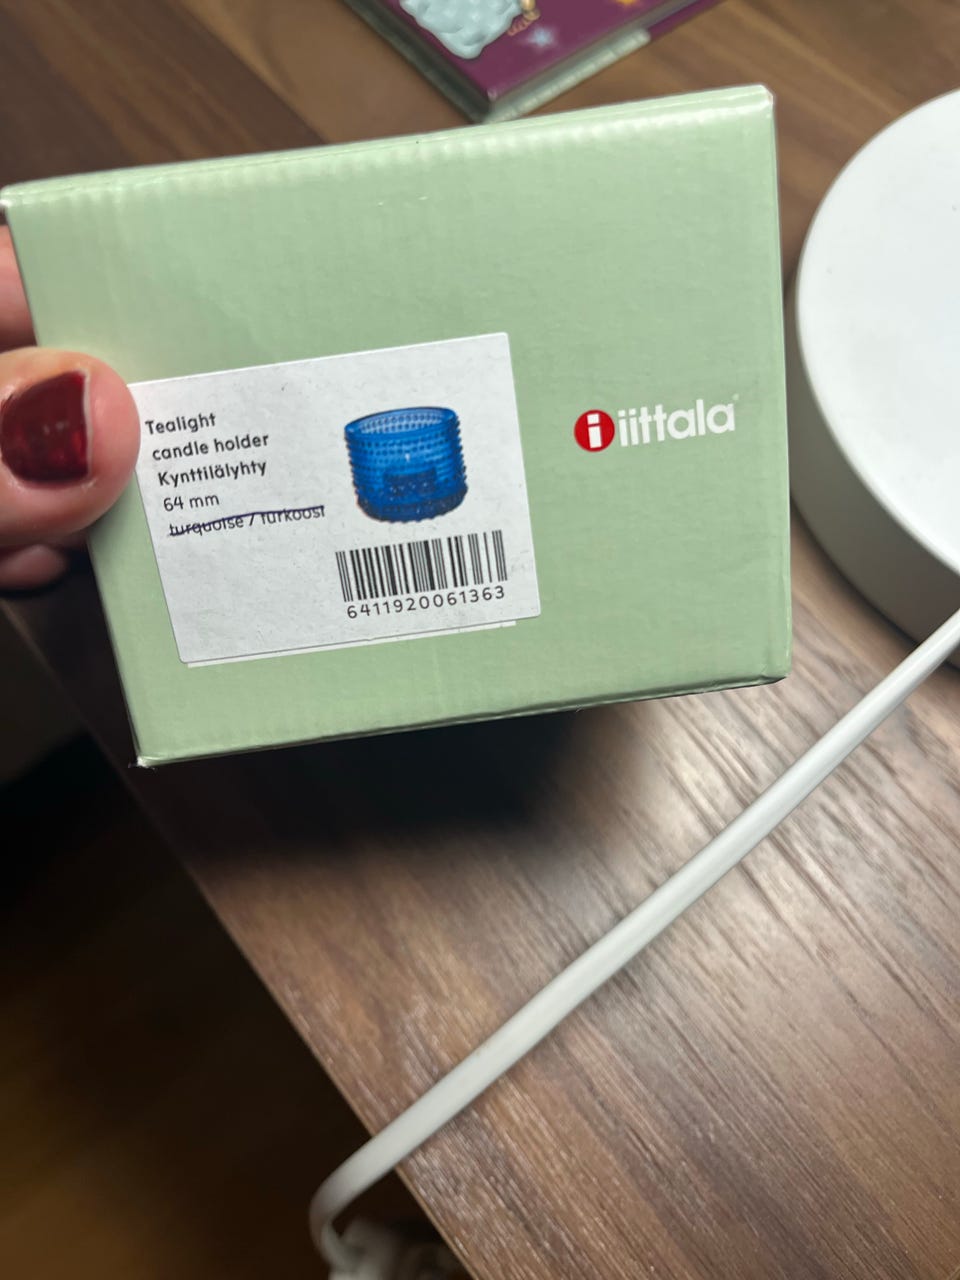 Tealight
candle holder
Kynttilälyhty
64 mm
turquoise / turkoosi
6411920061363
iittala